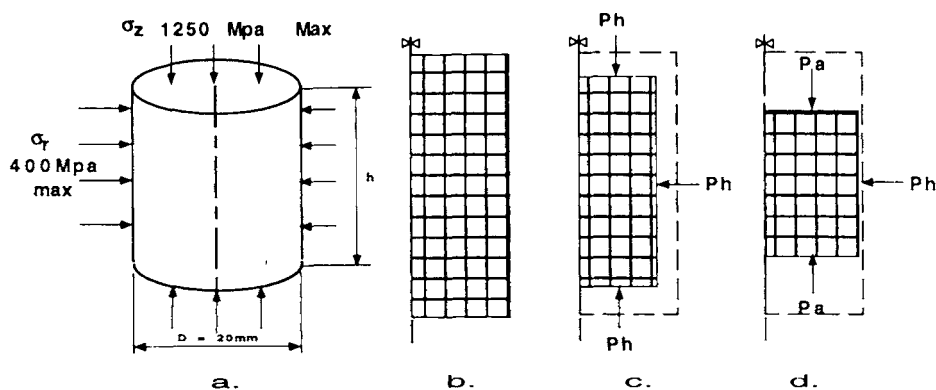 σz 1250 Mpa Max
σr
400Mpa
max
h
D = 20mm
a.
b.
Ph
Ph
Ph
c.
Pa
Ph
Pa
d.